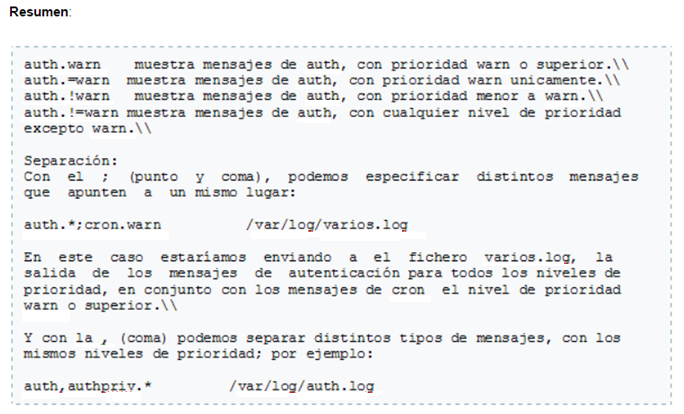 Resumen:
auth.warn    muestra mensajes de auth, con prioridad warn o superior.\\
auth.=warn  muestra mensajes de auth, con prioridad warn unicamente.\\
auth.!warn   muestra mensajes de auth, con prioridad menor a warn.\\
auth.!=warn muestra mensajes de auth, con cualquier nivel de prioridad
excepto warn.\\
Separación:
Con el ; (punto y coma), podemos especificar distintos mensajes
que apunten a un mismo lugar:
auth.*;cron.warn          /var/log/varios.log
En este caso estaríamos enviando a el fichero varios.log, la
salida de los mensajes de autenticación para todos los niveles de
prioridad, en conjunto con los mensajes de cron el nivel de prioridad
warn o superior.\\
Y con la , (coma) podemos separar distintos tipos de mensajes, con los
mismos niveles de prioridad; por ejemplo:
auth,authpriv.*        /var/log/auth.log